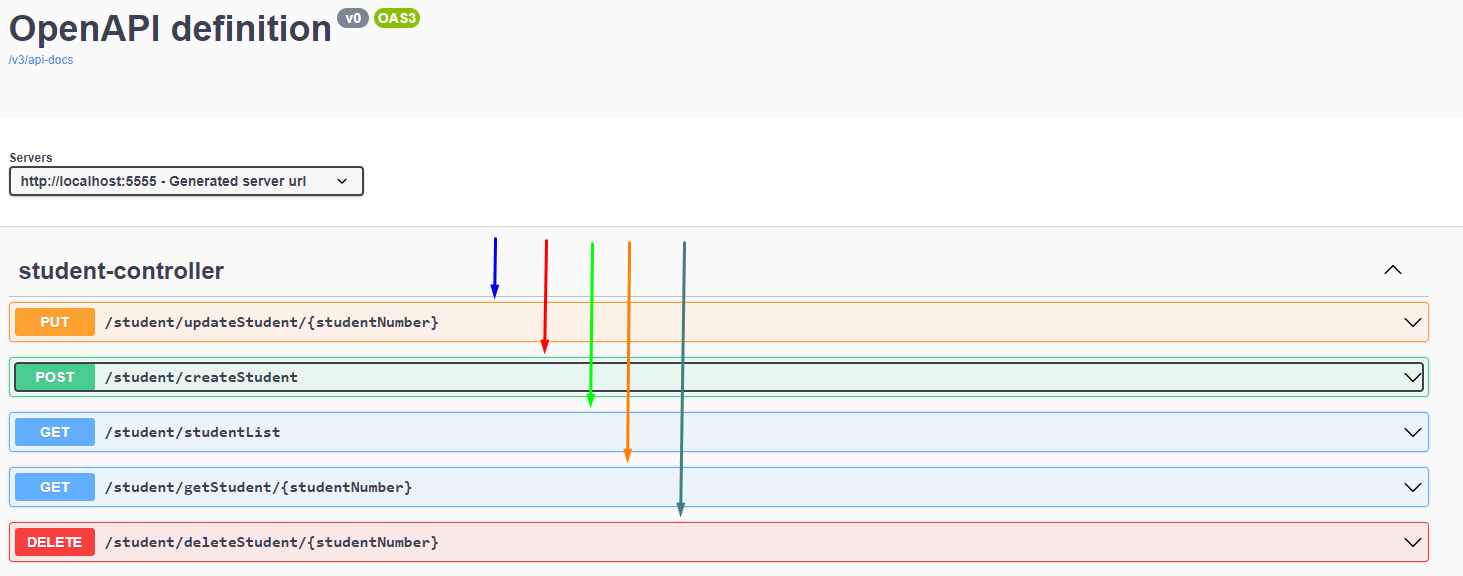 OpenAPI definition v0 OAS3
/v3/api-docs
Servers
http://localhost:5555 - Generated server url
student-controller
PUT /student/updateStudent/{studentNumber}
POST /student/createStudent
GET /student/studentList
GET /student/getStudent/{studentNumber}
DELETE /student/deleteStudent/{studentNumber}